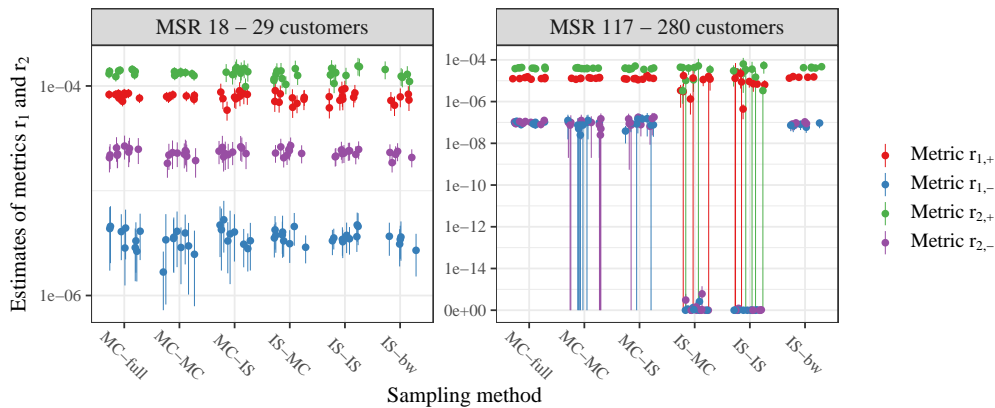 MSR 18 – 29 customers
MSR 117 – 280 customers
Estimates of metrics r1 and r2
1e−04
1e−06
1e−04
1e−06
1e−08
1e−10
1e−12
1e−14
0e+00
MC−full
MC−MC
MC−IS
IS−MC
IS−IS
IS−bw
MC−full
MC−MC
MC−IS
IS−MC
IS−IS
IS−bw
Sampling method
Metric r1,+
Metric r1,−
Metric r2,+
Metric r2,−